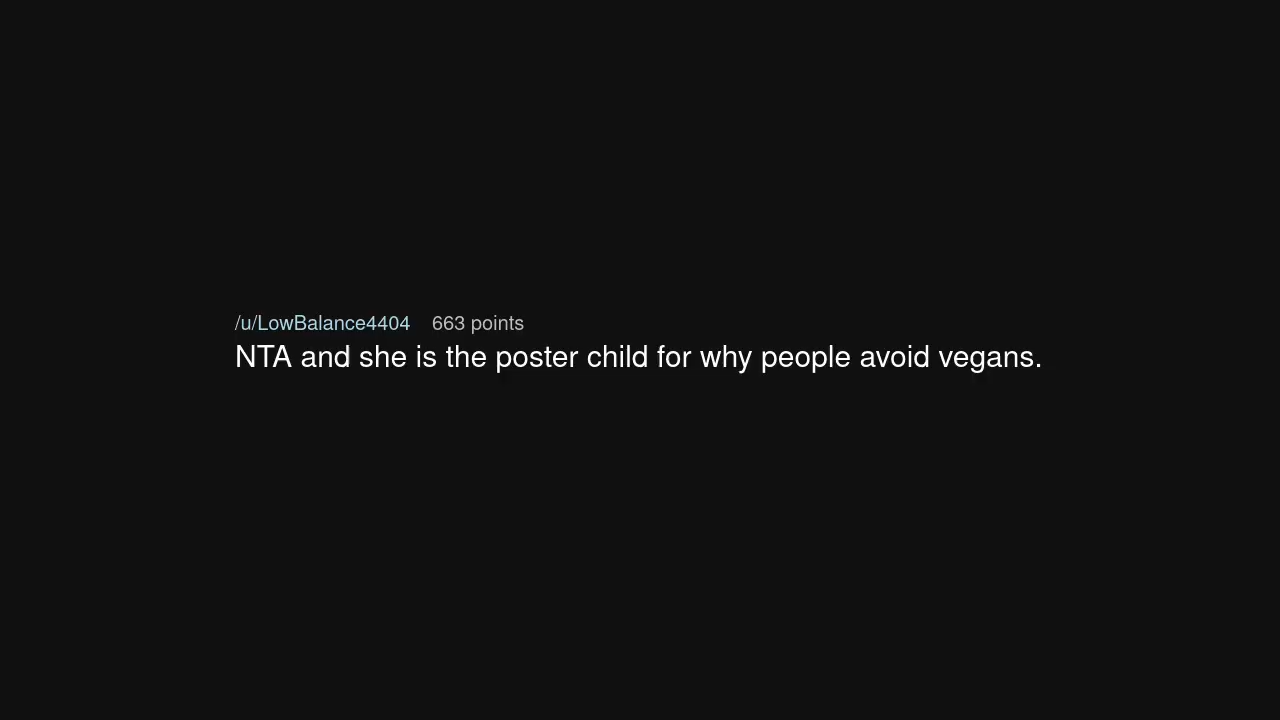 /u/LowBalance4404 663 points
NTA and she is the poster child for why people avoid vegans.